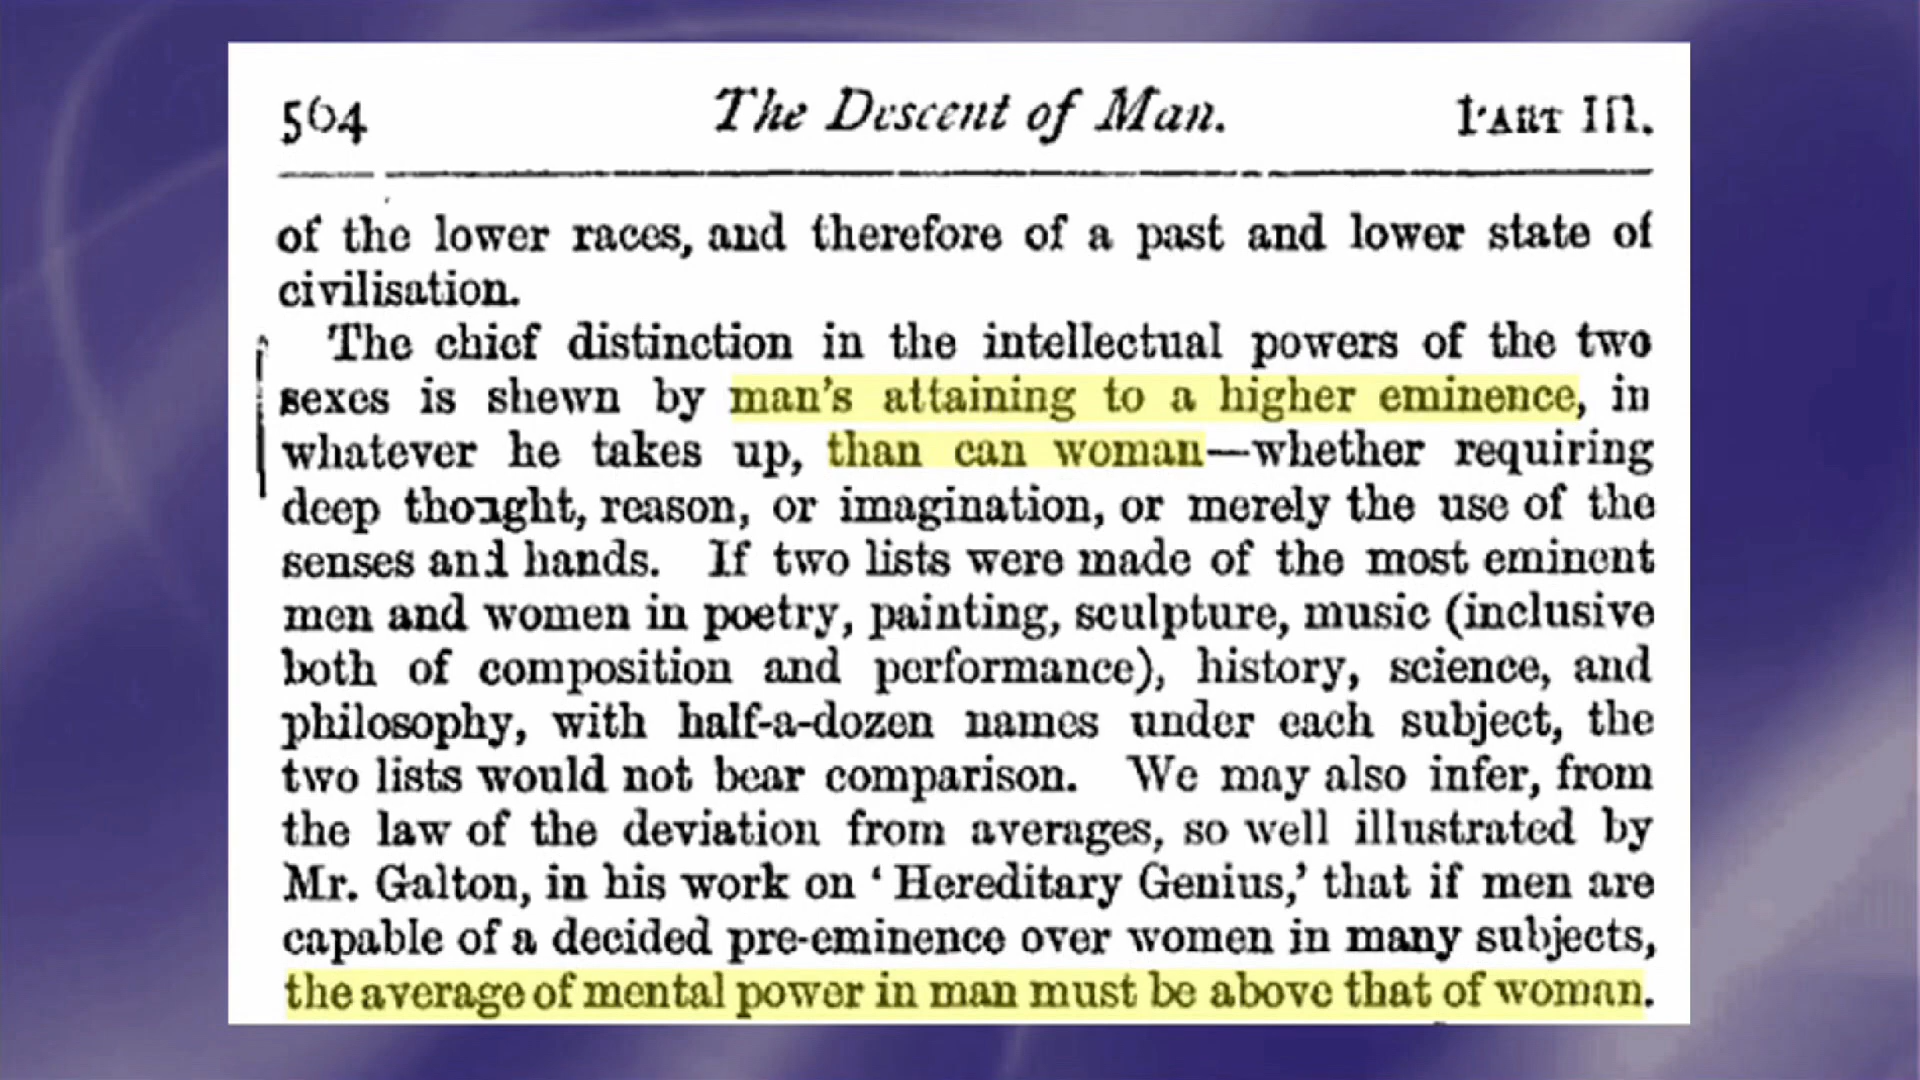 564 The Descent of Man. PART III.
of the lower races, and therefore of a past and lower state of
civilisation.
The chief distinction in the intellectual powers of the two
sexes is shewn by man's attaining to a higher eminence, in
whatever he takes up, than can woman—whether requiring
deep thought, reason, or imagination, or merely the use of the
senses and hands. If two lists were made of the most eminent
men and women in poetry, painting, sculpture, music (inclusive
both of composition and performance), history, science, and
philosophy, with half-a-dozen names under each subject, the
two lists would not bear comparison. We may also infer, from
the law of the deviation from averages, so well illustrated by
Mr. Galton, in his work on ‘Hereditary Genius,’ that if men are
capable of a decided pre-eminence over women in many subjects,
the average of mental power in man must be above that of woman.